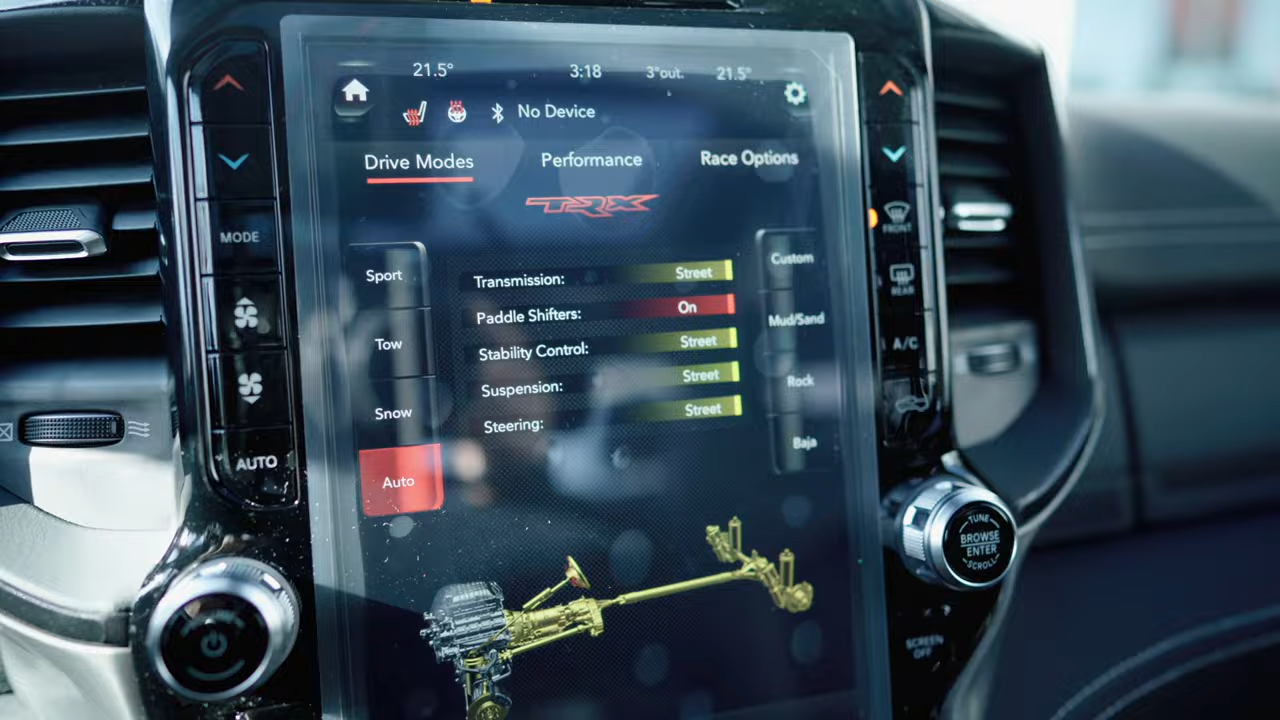 21.5° 3:18 3°out. 21.5°
No Device
Drive Modes Performance Race Options
TRX
Sport
Tow
Snow
Auto
Transmission: Street
Paddle Shifters: On
Stability Control: Street
Suspension: Street
Steering: Street
Custom
Mud/Sand
Rock
Baja
MODE
AUTO
FRONT
REAR
A/C
TUNE
BROWSE
ENTER
SCROLL
SCREEN
OFF